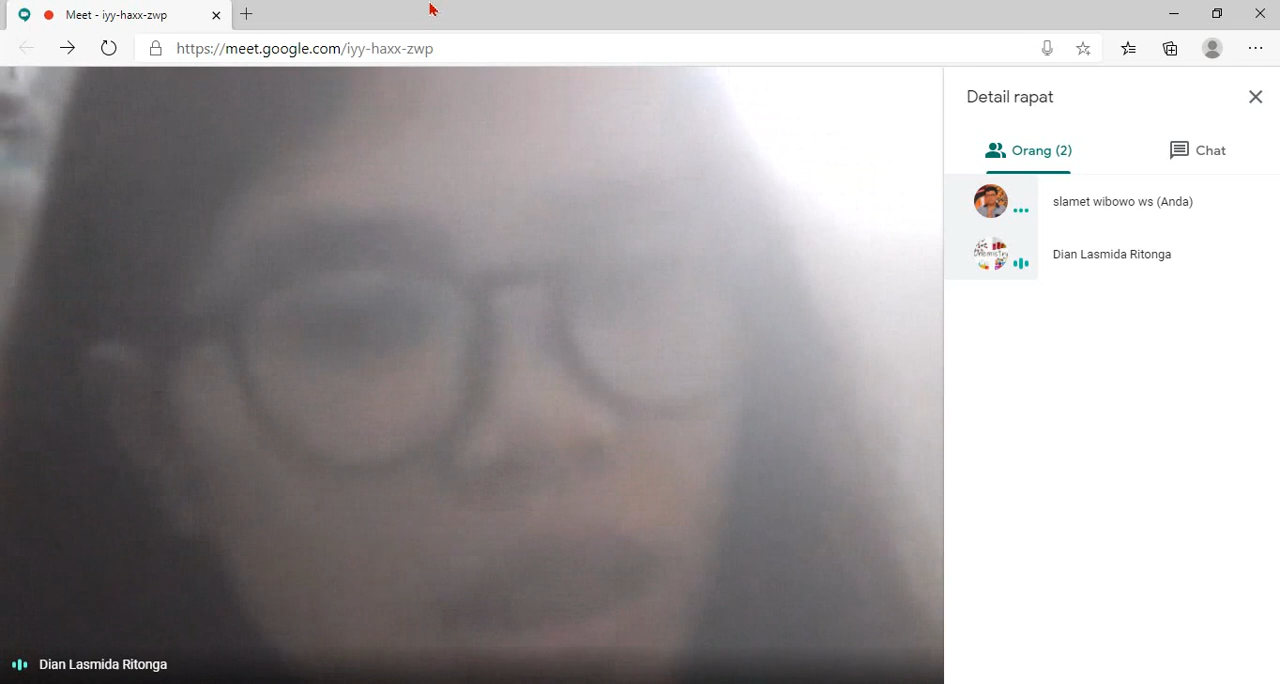 Meet - iyy-haxx-zwp
https://meet.google.com/iyy-haxx-zwp
Detail rapat
Orang (2)
Chat
slamet wibowo ws (Anda)
Chemistry
Dian Lasmida Ritonga
Dian Lasmida Ritonga